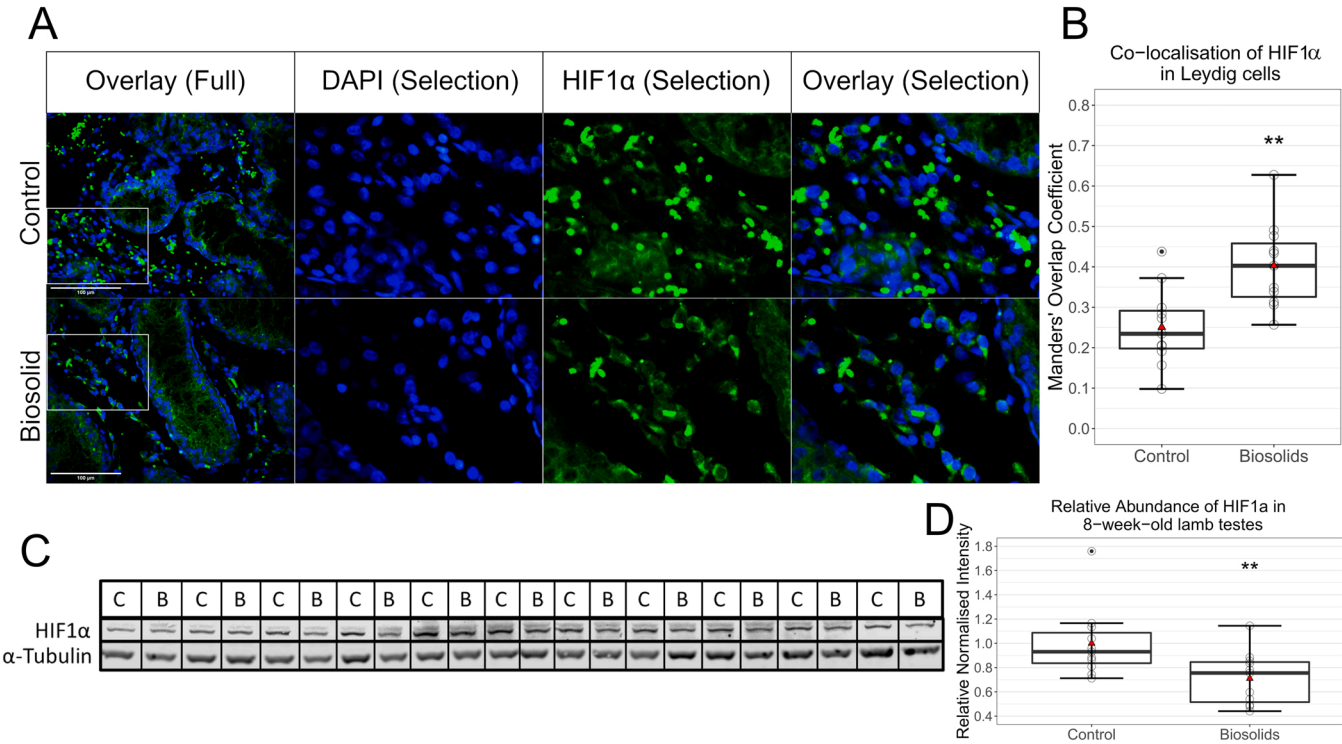 A
Overlay (Full) DAPI (Selection) HIF1α (Selection) Overlay (Selection)
Control
100 μm
Biosolid
100 μm
B
Co−localisation of HIF1α
in Leydig cells
Manders' Overlap Coefficient
0.8
0.7
0.6
0.5
0.4
0.3
0.2
0.1
0.0
**
Control Biosolids
C
C B C B C B C B C B C B C B C B C B C B C B
HIF1α
α-Tubulin
D
Relative Abundance of HIF1a in
8−week−old lamb testes
Relative Normalised Intensity
1.8
1.6
1.4
1.2
1.0
0.8
0.6
0.4
**
Control Biosolids